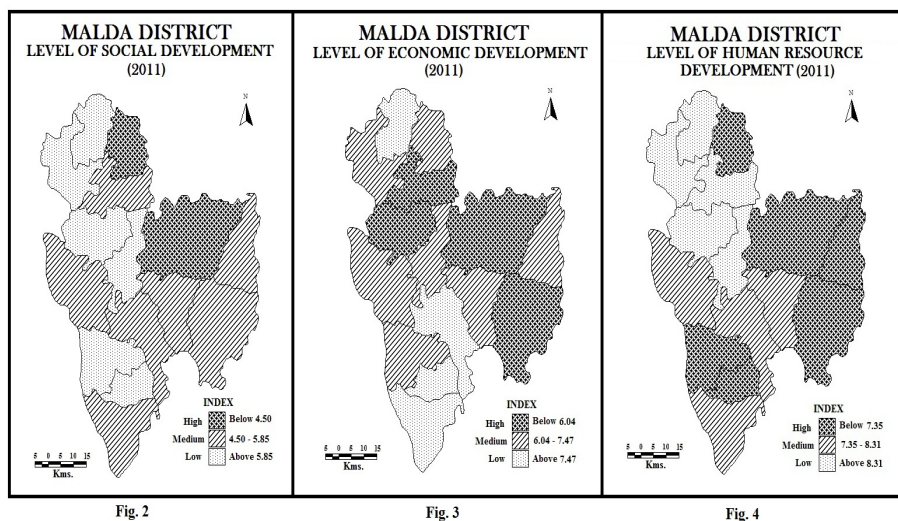 MALDA DISTRICT
LEVEL OF SOCIAL DEVELOPMENT
(2011)
N
INDEX
High Below 4.50
Medium 4.50 - 5.85
Low Above 5.85
5 0 5 10 15
Kms.
Fig. 2
MALDA DISTRICT
LEVEL OF ECONOMIC DEVELOPMENT
(2011)
N
INDEX
High Below 6.04
Medium 6.04 - 7.47
Low Above 7.47
5 0 5 10 15
Kms.
Fig. 3
MALDA DISTRICT
LEVEL OF HUMAN RESOURCE
DEVELOPMENT (2011)
N
INDEX
High Below 7.35
Medium 7.35 - 8.31
Low Above 8.31
5 0 5 10 15
Kms.
Fig. 4